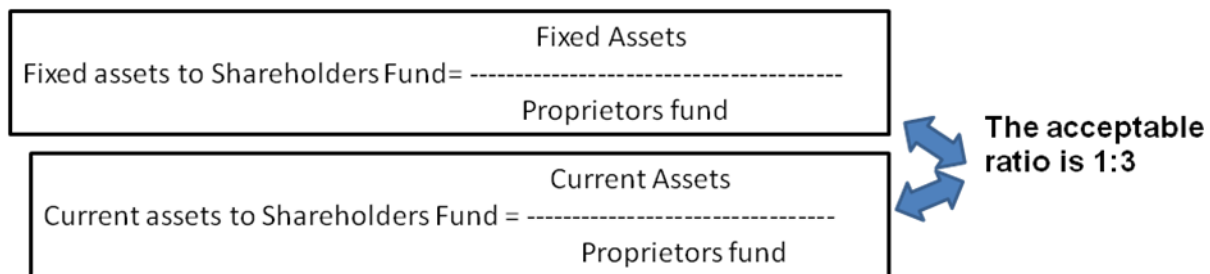 Fixed Assets
Fixed assets to Shareholders Fund= -----------------------------------------
Proprietors fund
Current Assets
Current assets to Shareholders Fund = ----------------------------------
Proprietors fund
The acceptable
ratio is 1:3